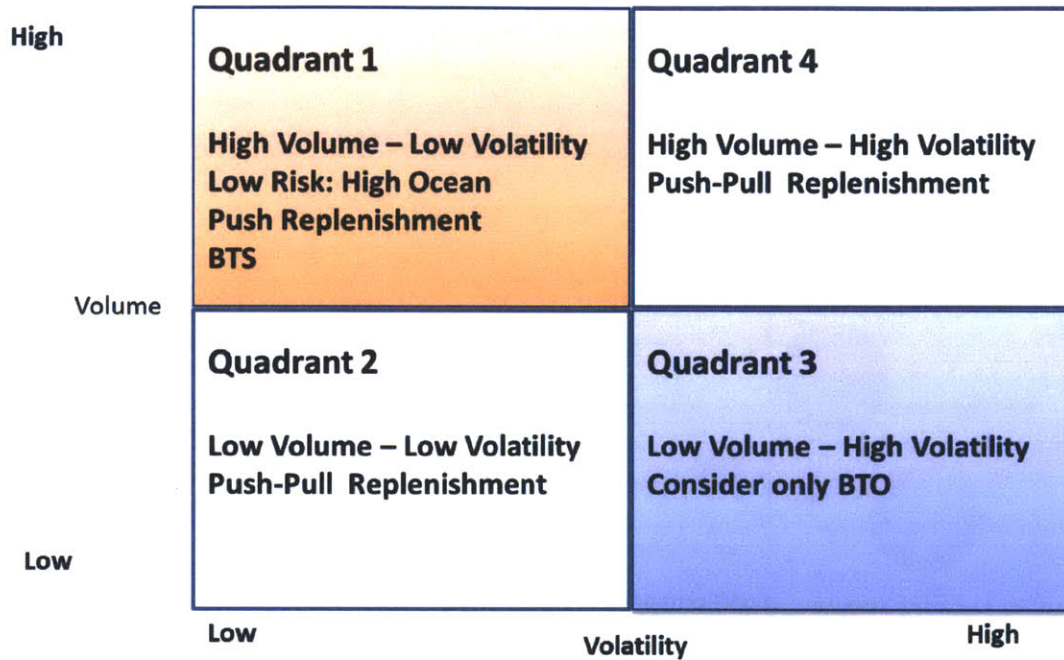 High
Quadrant 1
High Volume – Low Volatility
Low Risk: High Ocean
Push Replenishment
BTS
Quadrant 4
High Volume – High Volatility
Push-Pull Replenishment
Volume
Quadrant 2
Low Volume – Low Volatility
Push-Pull Replenishment
Quadrant 3
Low Volume – High Volatility
Consider only BTO
Low
Low
Volatility
High